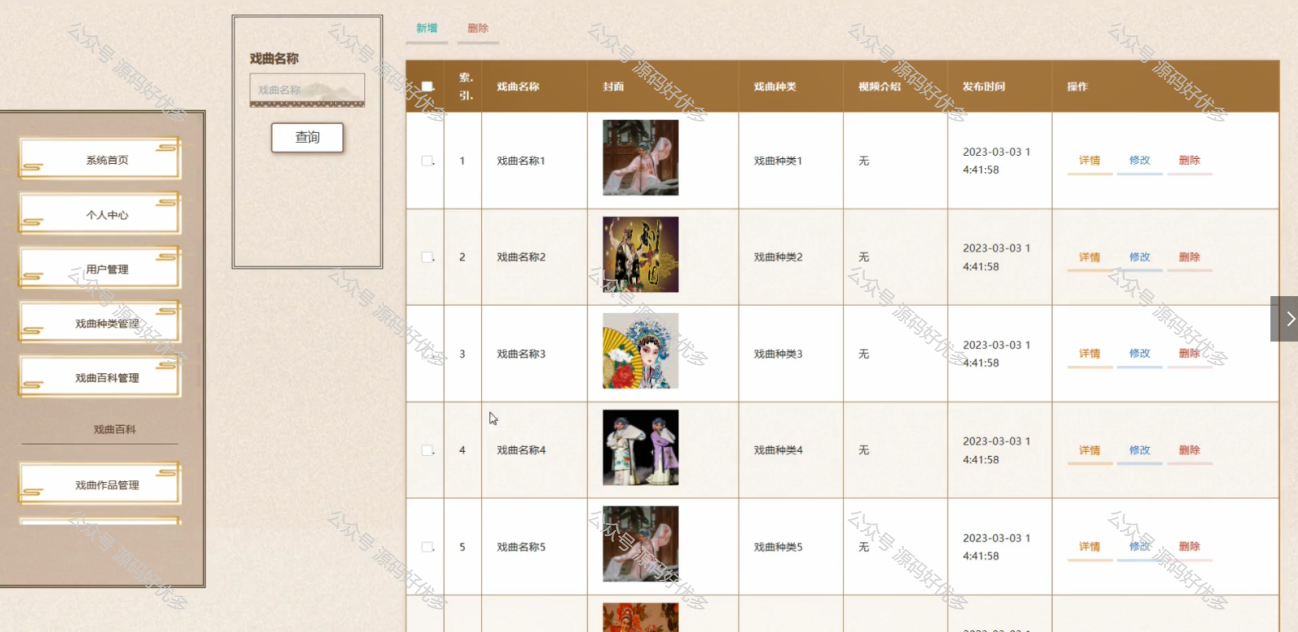 新增 删除
戏曲名称
戏曲名称
查询
系统首页
个人中心
用户管理
戏曲种类管理
戏曲百科管理
戏曲百科
戏曲作品管理
索引 戏曲名称 封面 戏曲种类 视频介绍 发布时间 操作
1 戏曲名称1 戏曲种类1 无 2023-03-03 1
4:41:58 详情 修改 删除
2 戏曲名称2 戏曲种类2 无 2023-03-03 1
4:41:58 详情 修改 删除
3 戏曲名称3 戏曲种类3 无 2023-03-03 1
4:41:58 详情 修改 删除
4 戏曲名称4 戏曲种类4 无 2023-03-03 1
4:41:58 详情 修改 删除
5 戏曲名称5 戏曲种类5 无 2023-03-03 1
4:41:58 详情 修改 删除
公众号 源码好优多